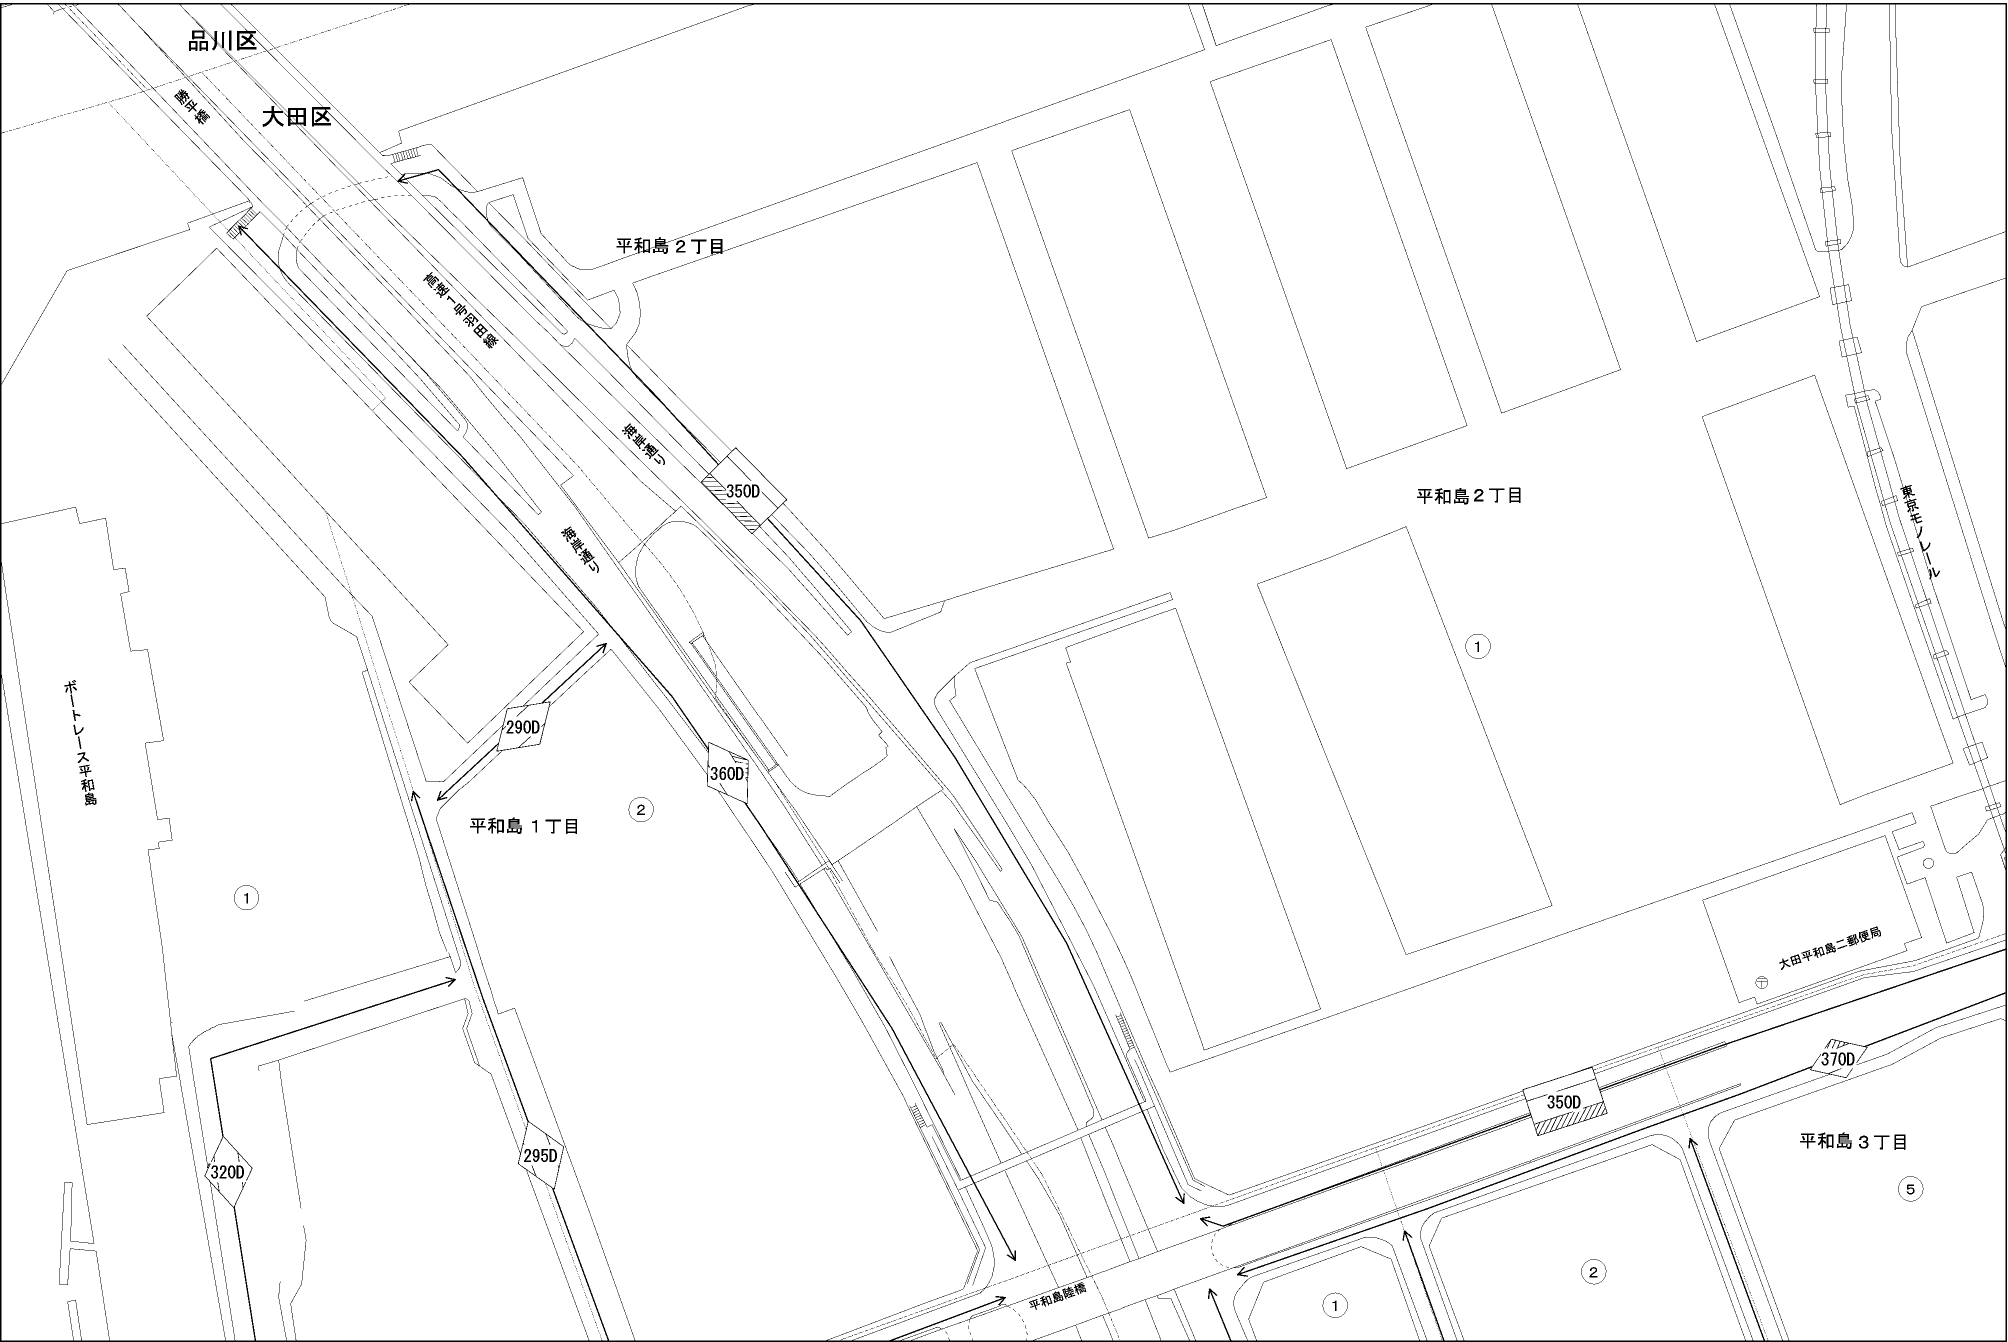 品川区
勝平橋
大田区
平和島2丁目
高速1号羽田線
海岸通り
350D
平和島2丁目
東京モノレール
海岸通り
1
ボートレース平和島
290D
360D
平和島1丁目
2
1
大田平和島二郵便局
〒
370D
350D
平和島3丁目
295D
320D
5
2
平和島陸橋
1